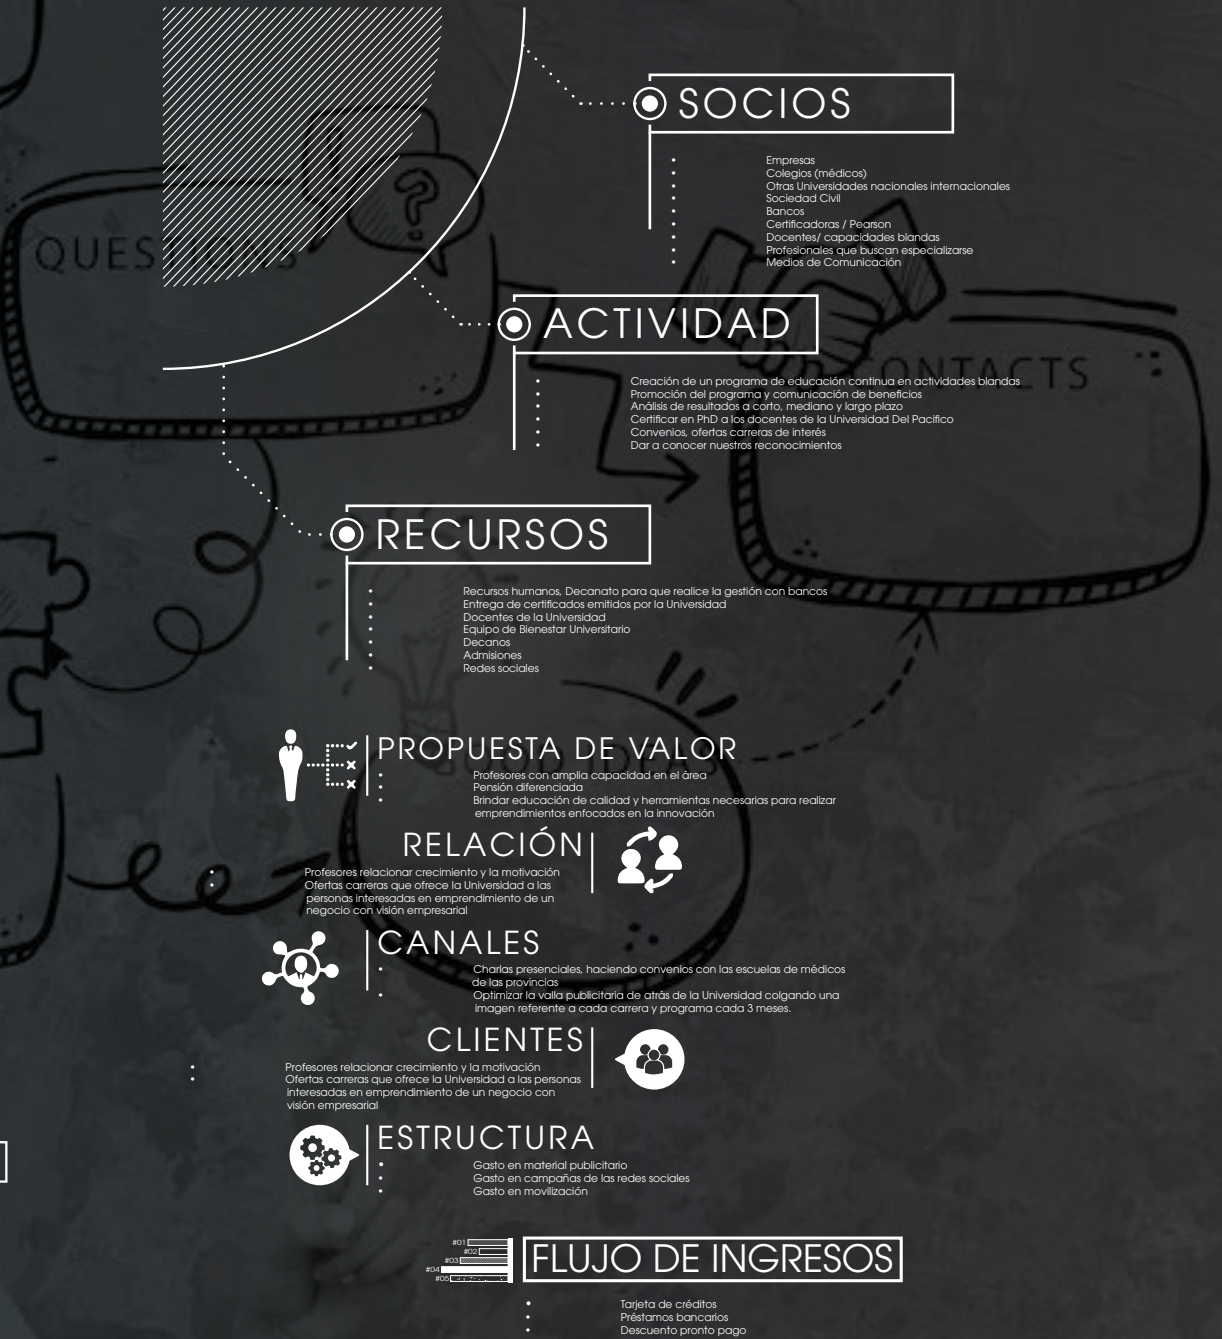 SOCIOS
Empresas
Colegios (médicos)
Otras Universidades nacionales internacionales
Sociedad Civil
Bancos
Certificadoras / Pearson
Docentes/ capacidades blandas
Profesionales que buscan especializarse
Medios de Comunicación
QUESTIONS
ACTIVIDAD
CONTACTS
Creación de un programa de educación continua en actividades blandas
Promoción del programa y comunicación de beneficios
Análisis de resultados a corto, mediano y largo plazo
Certificar en PhD a los docentes de la Universidad Del Pacifico
Convenios, ofertas carreras de interés
Dar a conocer nuestros reconocimientos
RECURSOS
Recursos humanos, Decanato para que realice la gestión con bancos
Entrega de certificados emitidos por la Universidad
Docentes de la Universidad
Equipo de Bienestar Universitario
Decanos
Admisiones
Redes sociales
PROPUESTA DE VALOR
Profesores con amplia capacidad en el área
Pensión diferenciada
Brindar educación de calidad y herramientas necesarias para realizar
emprendimientos enfocados en la innovación
RELACIÓN
Profesores relacionar crecimiento y la motivación
Ofertas carreras que ofrece la Universidad a las
personas interesadas en emprendimiento de un
negocio con visión empresarial
CANALES
Charlas presenciales, haciendo convenios con las escuelas de médicos
de las provincias
Optimizar la valla publicitaria de atrás de la Universidad colgando una
imagen referente a cada carrera y programa cada 3 meses.
CLIENTES
Profesores relacionar crecimiento y la motivación
Ofertas carreras que ofrece la Universidad a las personas
interesadas en emprendimiento de un negocio con
visión empresarial
ESTRUCTURA
Gasto en material publicitario
Gasto en campañas de las redes sociales
Gasto en movilización
#01
#02
#03
#04
#05
FLUJO DE INGRESOS
Tarjeta de créditos
Préstamos bancarios
Descuento pronto pago